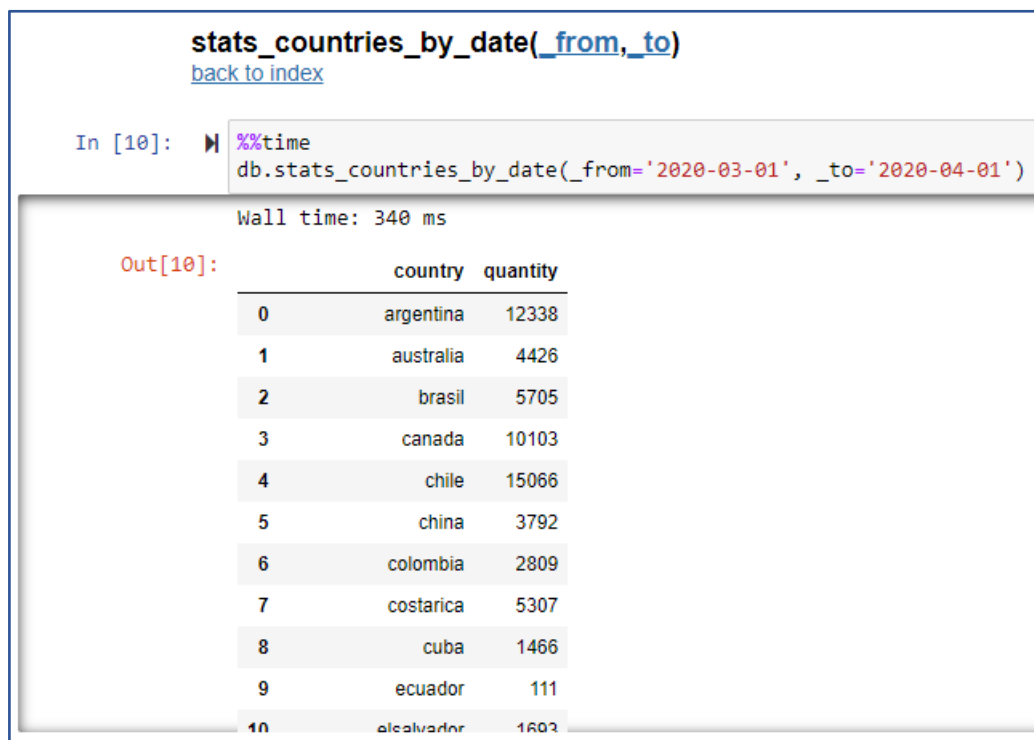 stats_countries_by_date(_from,_to)
back to index
In [10]: %%time
db.stats_countries_by_date(_from='2020-03-01', _to='2020-04-01')
Wall time: 340 ms
Out[10]:
country quantity
0 argentina 12338
1 australia 4426
2 brasil 5705
3 canada 10103
4 chile 15066
5 china 3792
6 colombia 2809
7 costarica 5307
8 cuba 1466
9 ecuador 111
10 elsalvador 1693